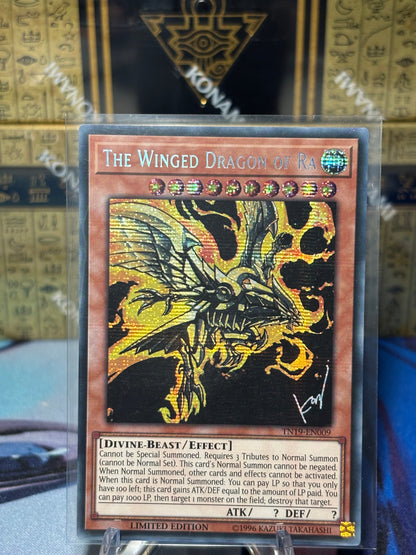 KONAMI
KONAMI
KONAMI
THE WINGED DRAGON OF RA
TN19-EN009
[DIVINE-BEAST/EFFECT]
Cannot be Special Summoned. Requires 3 Tributes to Normal Summon
(cannot be Normal Set). This card's Normal Summon cannot be negated.
When Normal Summoned, other cards and effects cannot be activated.
When this card is Normal Summoned: You can pay LP so that you only
have 100 left; this card gains ATK/DEF equal to the amount of LP paid. You
can pay 1000 LP, then target 1 monster on the field; destroy that target.
ATK/ ? DEF/ ?
LIMITED EDITION
©1996 KAZUKI TAKAHASHI